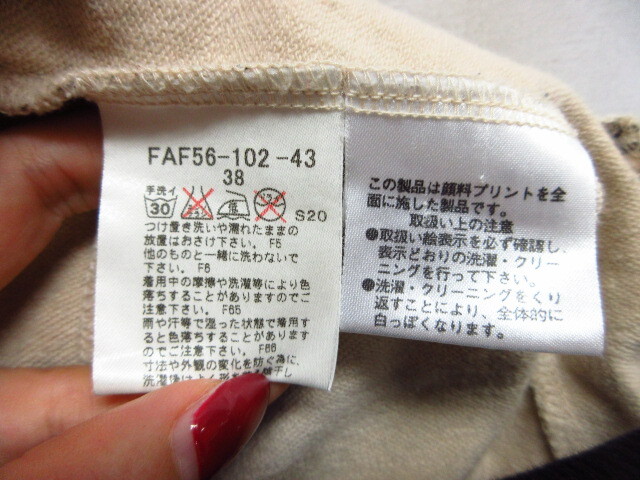 FAF56-102-43
38
手洗イ
30
低
S20
つけ置き洗いや濡れたままの
放置はおさけ下さい。 F5
他のものと一緒に洗わないで
下さい。 F6
着用中の摩擦や洗濯等により色
落ちすることがありますのでご
注意下さい。 F65
雨や汗等で湿った状態で着用す
ると色落ちすることがあります
のでご注意下さい。 F66
寸法や外観の変化を防ぐ為に、
洗濯後はよく形を
干し
この製品は顔料プリントを全
面に施した製品です。
取扱い上の注意
●取扱い絵表示を必ず確認し、
表示どおりの洗濯・クリー
ニングを行って下さい。
●洗濯・クリーニングをくり
返すことにより、全体的に
白っぽくなります。